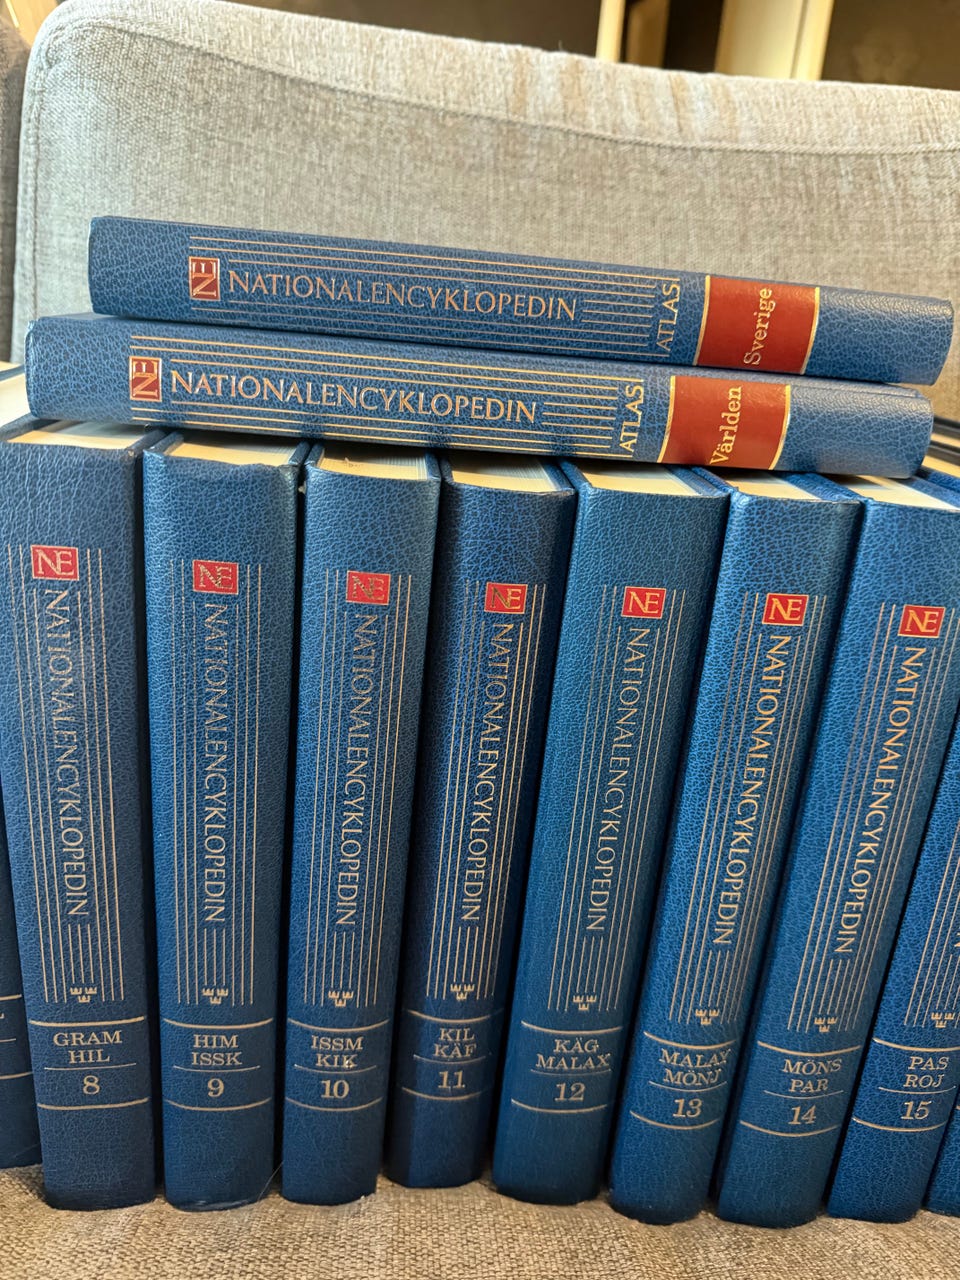 NE NATIONALENCYKLOPEDIN ATLAS Sverige
NE NATIONALENCYKLOPEDIN ATLAS Världen
NE
NATIONALENCYKLOPEDIN
GRAM
HIL
8
NE
NATIONALENCYKLOPEDIN
HIM
ISSK
9
NE
NATIONALENCYKLOPEDIN
ISSM
KIK
10
NE
NATIONALENCYKLOPEDIN
KIL
KÄF
11
NE
NATIONALENCYKLOPEDIN
KÄG
MALAX
12
NE
NATIONALENCYKLOPEDIN
MALAY
MÖNJ
13
NE
NATIONALENCYKLOPEDIN
MÖNS
PAR
14
NE
NATIONALENCYKLOPEDIN
PAS
ROJ
15